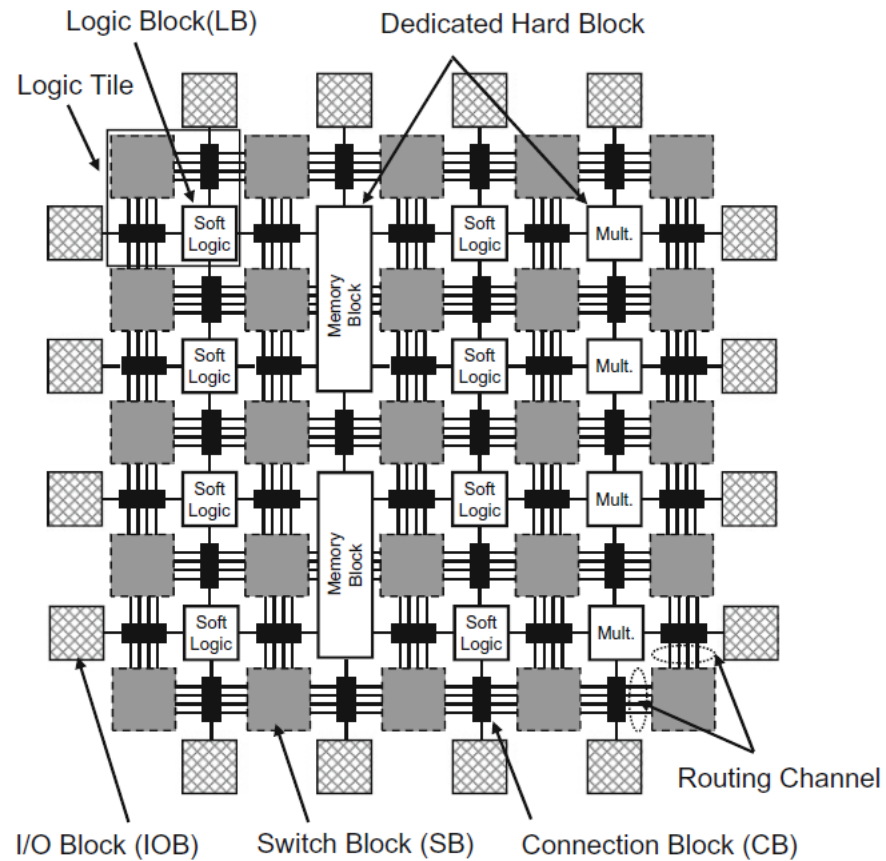 Logic Block(LB)
Dedicated Hard Block
Logic Tile
Soft
Logic
Memory
Block
Soft
Logic
Mult.
Soft
Logic
Soft
Logic
Mult.
Soft
Logic
Memory
Block
Soft
Logic
Mult.
Soft
Logic
Soft
Logic
Mult.
Routing Channel
I/O Block (IOB)
Switch Block (SB)
Connection Block (CB)